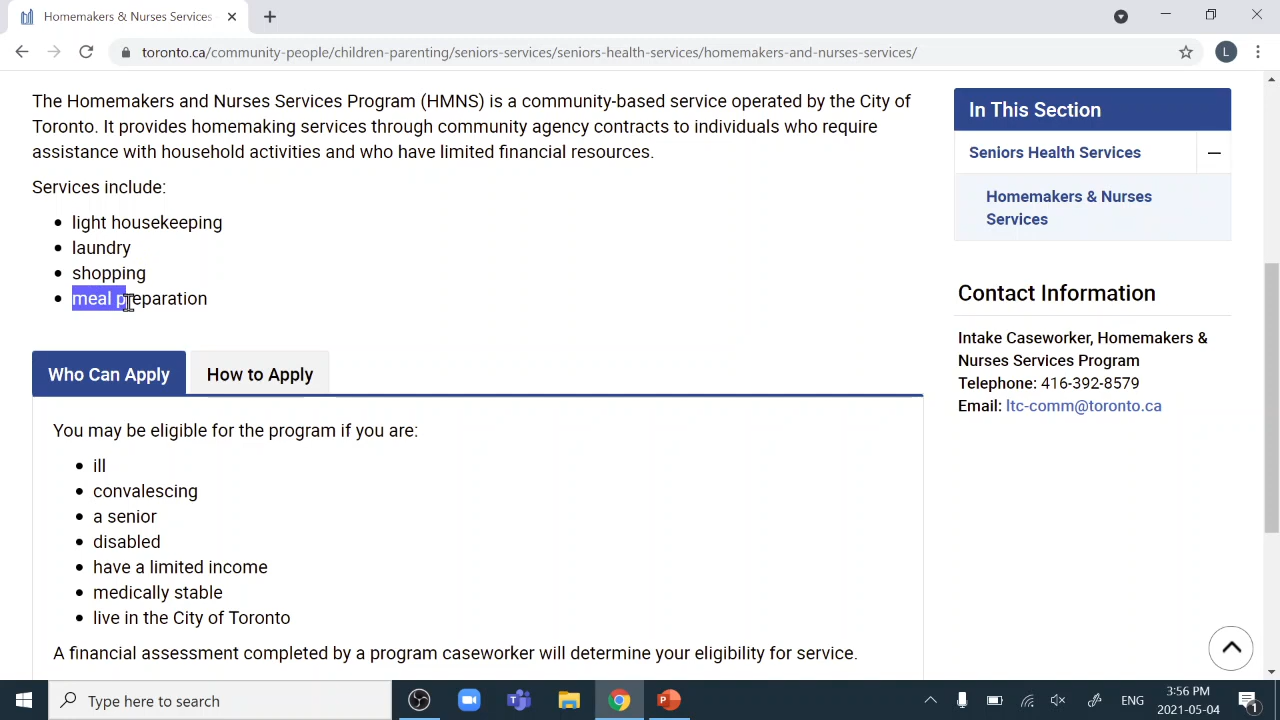 Homemakers & Nurses Services
toronto.ca/community-people/children-parenting/seniors-services/seniors-health-services/homemakers-and-nurses-services/
L
The Homemakers and Nurses Services Program (HMNS) is a community-based service operated by the City of
Toronto. It provides homemaking services through community agency contracts to individuals who require
assistance with household activities and who have limited financial resources.
Services include:
light housekeeping
laundry
shopping
meal preparation
Who Can Apply
How to Apply
You may be eligible for the program if you are:
ill
convalescing
a senior
disabled
have a limited income
medically stable
live in the City of Toronto
A financial assessment completed by a program caseworker will determine your eligibility for service.
In This Section
Seniors Health Services
Homemakers & Nurses
Services
Contact Information
Intake Caseworker, Homemakers &
Nurses Services Program
Telephone: 416-392-8579
Email: ltc-comm@toronto.ca
Type here to search
ENG
3:56 PM
2021-05-04
1